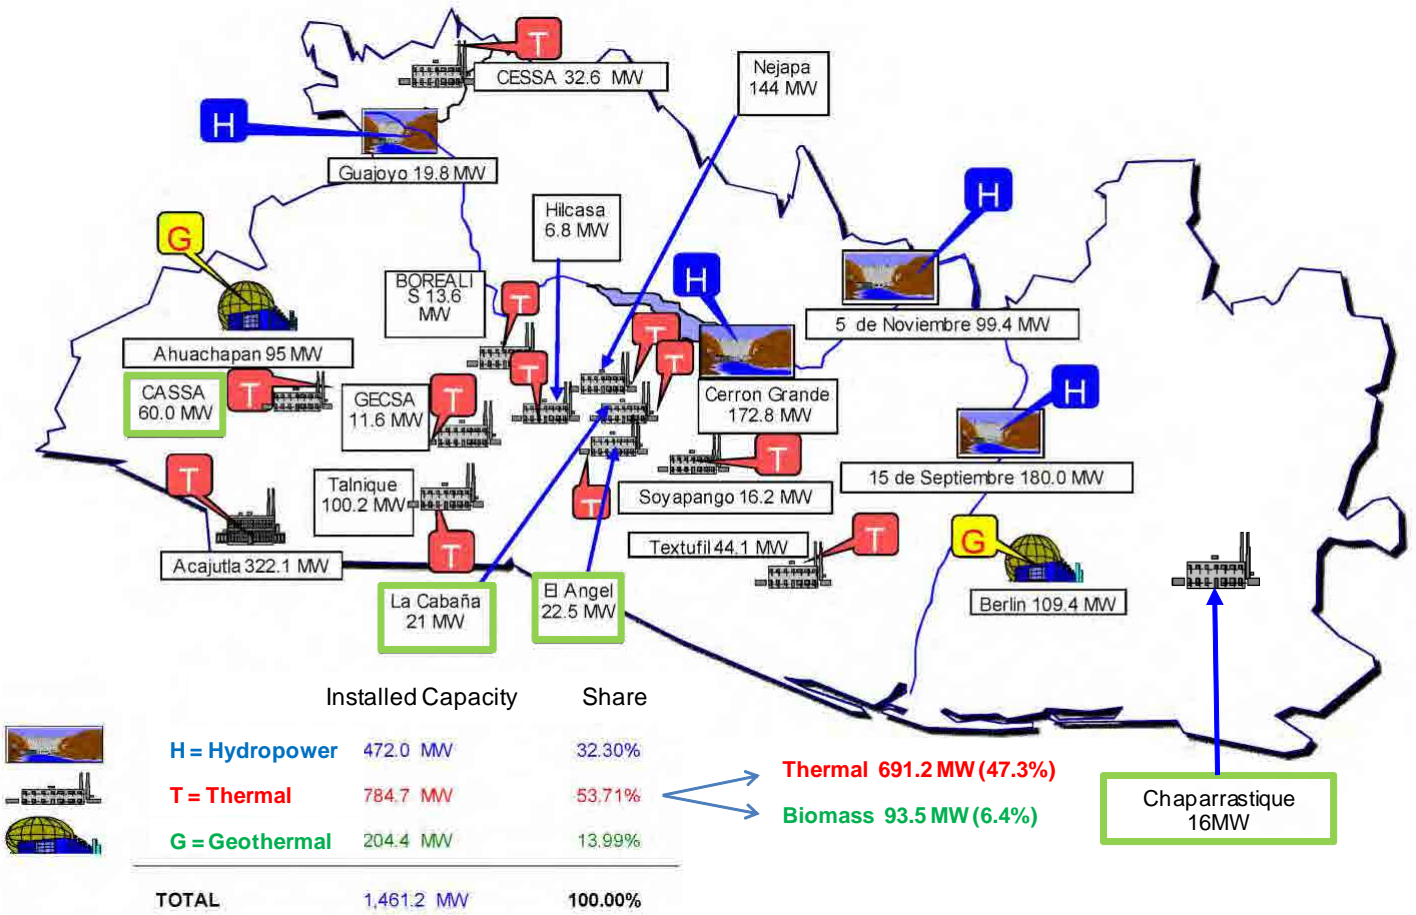 T
CESSA 32.6 MW
Nejapa
144 MW
H
Guajoyo 19.8 MW
H
Hilcasa
6.8 MW
G
BOREALI
S 13.6
MW
T
H
5 de Noviembre 99.4 MW
Ahuachapan 95 MW
T
T
T
CASSA
60.0 MW
T
GECSA
11.6 MW
T
Cerron Grande
172.8 MW
H
T
Talnique
100.2 MW
T
Soyapango 16.2 MW
T
15 de Septiembre 180.0 MW
T
Acajutla 322.1 MW
T
Textufil 44.1 MW
T
G
Berlin 109.4 MW
La Cabaña
21 MW
El Angel
22.5 MW
Installed Capacity Share
H = Hydropower 472.0 MW 32.30%
T = Thermal 784.7 MW 53.71%
G = Geothermal 204.4 MW 13.99%
TOTAL 1,461.2 MW 100.00%
Thermal 691.2 MW (47.3%)
Biomass 93.5 MW (6.4%)
Chaparrastique
16MW